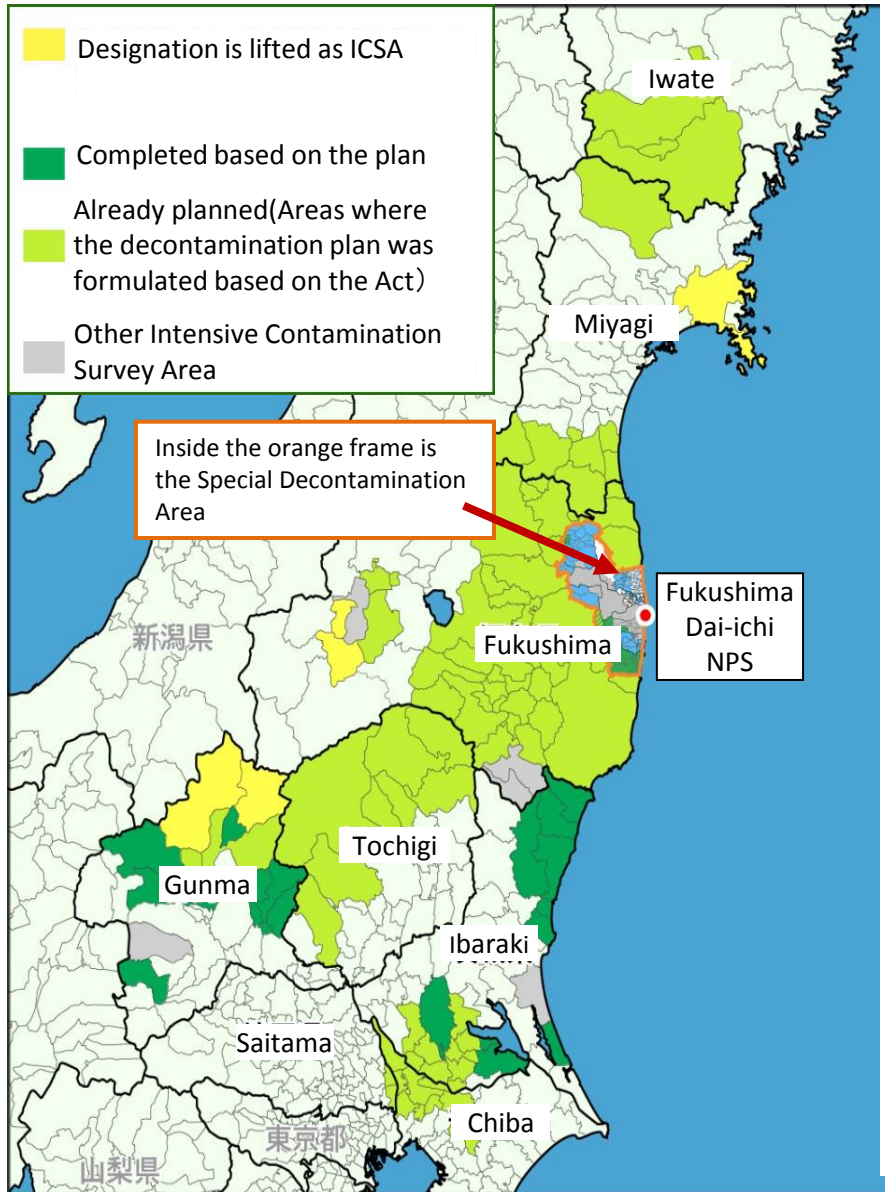 Designation is lifted as ICSA
Completed based on the plan
Already planned(Areas where
the decontamination plan was
formulated based on the Act）
Other Intensive Contamination
Survey Area
Iwate
Miyagi
Inside the orange frame is
the Special Decontamination
Area
Fukushima
Dai-ichi
NPS
新潟県
Fukushima
Tochigi
Gunma
Ibaraki
Saitama
Chiba
東京都
山梨県